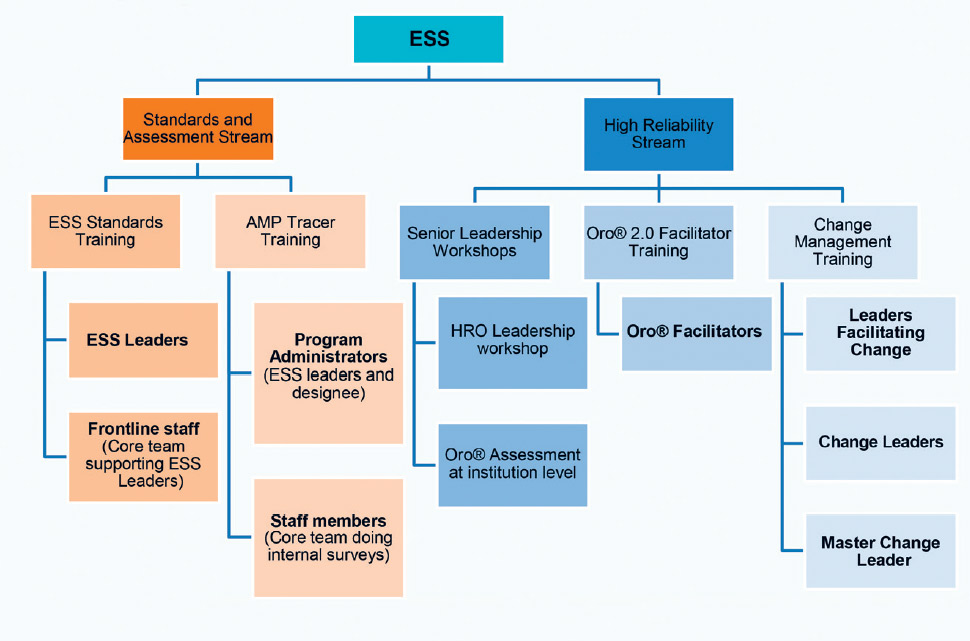 ESS
Standards and
Assessment Stream
High Reliability
Stream
ESS Standards
Training
AMP Tracer
Training
Senior Leadership
Workshops
Oro® 2.0 Facilitator
Training
Change
Management
Training
ESS Leaders
Frontline staff
(Core team
supporting ESS
Leaders)
Program
Administrators
(ESS leaders and
designee)
Staff members
(Core team doing
internal surveys)
HRO Leadership
workshop
Oro® Assessment
at institution level
Oro® Facilitators
Leaders
Facilitating
Change
Change Leaders
Master Change
Leader